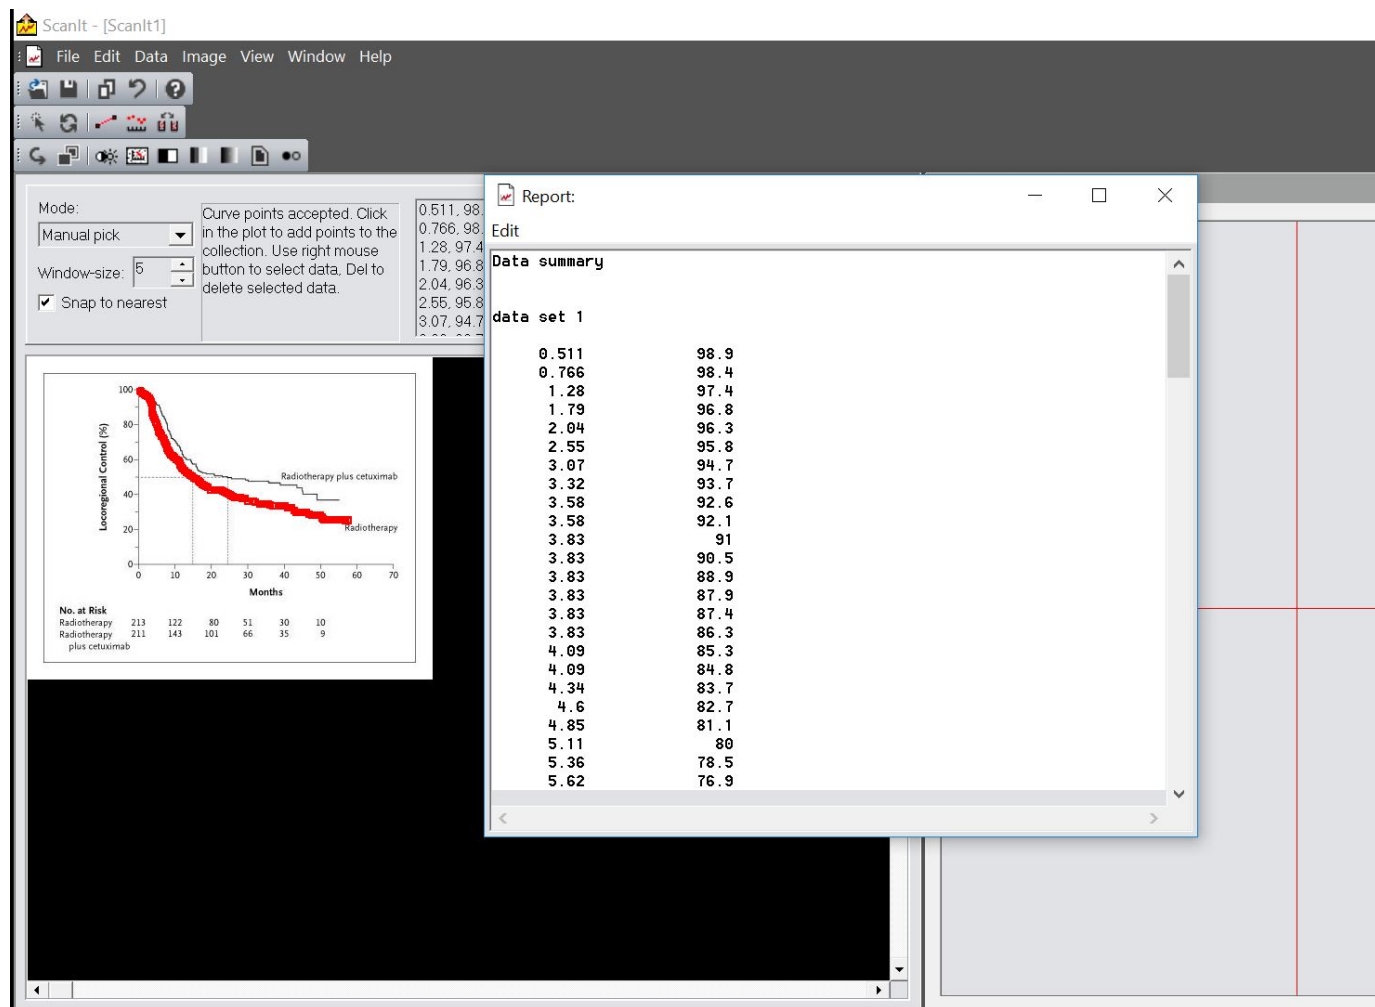 ScanIt - [ScanIt1]
File Edit Data Image View Window Help
Mode:
Manual pick
Window-size: 5
Snap to nearest
Curve points accepted. Click
in the plot to add points to the
collection. Use right mouse
button to select data, Del to
delete selected data.
0.511, 98.
0.766, 98.
1.28, 97.4
1.79, 96.8
2.04, 96.3
2.55, 95.8
3.07, 94.7
Report:
Edit
Data summary
data set 1
0.511 98.9
0.766 98.4
1.28 97.4
1.79 96.8
2.04 96.3
2.55 95.8
3.07 94.7
3.32 93.7
3.58 92.6
3.58 92.1
3.83 91
3.83 90.5
3.83 88.9
3.83 87.9
3.83 87.4
3.83 86.3
4.09 85.3
4.09 84.8
4.34 83.7
4.6 82.7
4.85 81.1
5.11 80
5.36 78.5
5.62 76.9
Locoregional Control (%)
100
80
60
40
20
0
Radiotherapy plus cetuximab
Radiotherapy
0 10 20 30 40 50 60 70
Months
No. at Risk
Radiotherapy 213 122 80 51 30 10
Radiotherapy 211 143 101 66 35 9
plus cetuximab